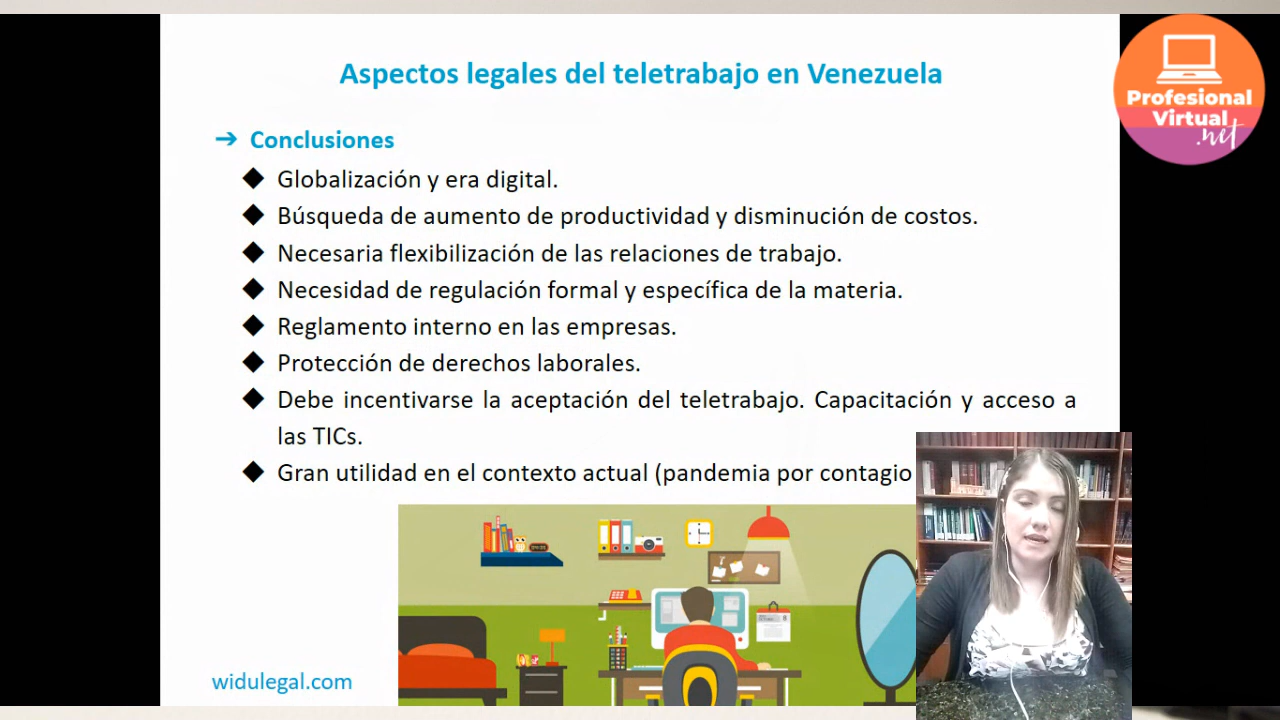 Aspectos legales del teletrabajo en Venezuela
Profesional
Virtual
.net
➔ Conclusiones
◆ Globalización y era digital.
◆ Búsqueda de aumento de productividad y disminución de costos.
◆ Necesaria flexibilización de las relaciones de trabajo.
◆ Necesidad de regulación formal y específica de la materia.
◆ Reglamento interno en las empresas.
◆ Protección de derechos laborales.
◆ Debe incentivarse la aceptación del teletrabajo. Capacitación y acceso a
las TICs.
◆ Gran utilidad en el contexto actual (pandemia por contagio
widulegal.com